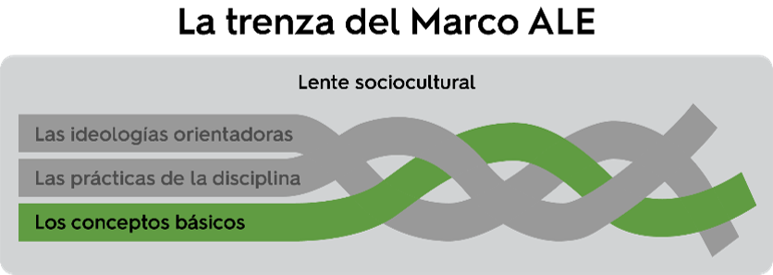 La trenza del Marco ALE
Lente sociocultural
Las ideologías orientadoras
Las prácticas de la disciplina
Los conceptos básicos